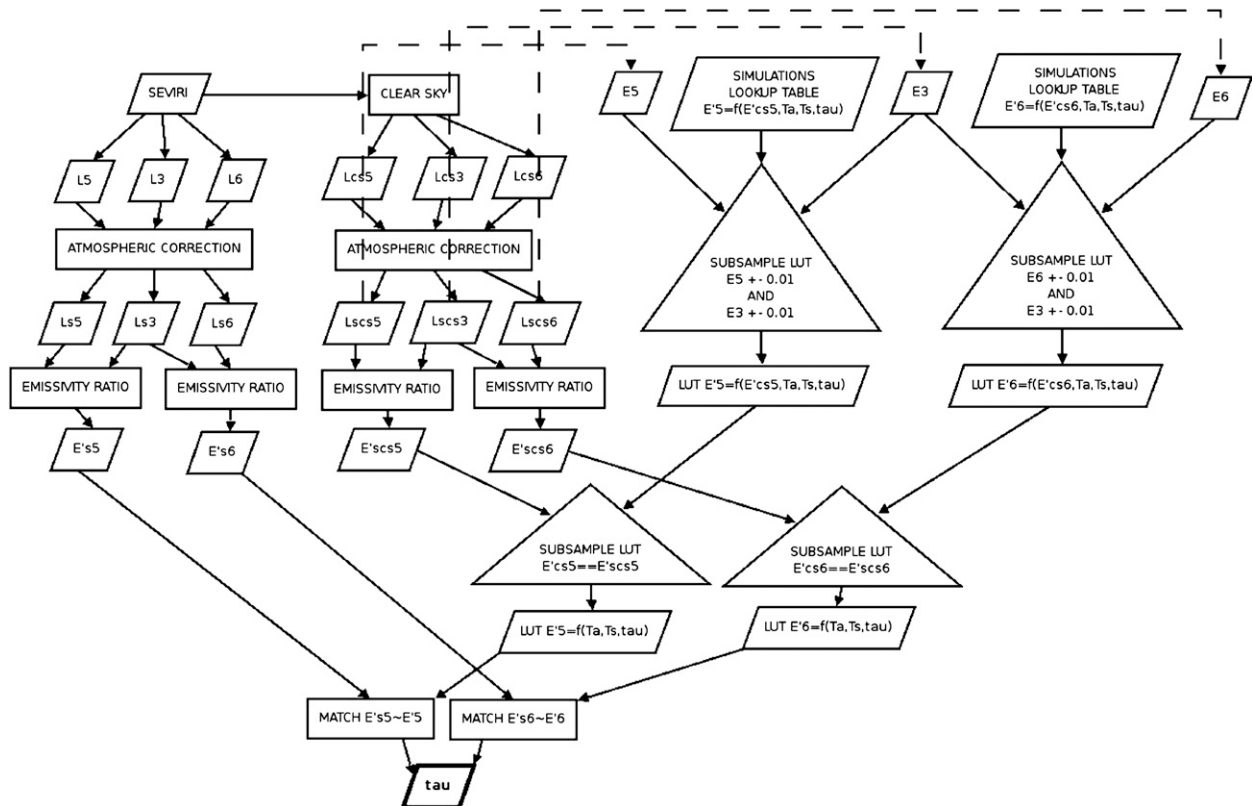 SEVIRI
CLEAR SKY
E5
SIMULATIONS
LOOKUP TABLE
E'5=f(E'cs5,Ta,Ts,tau)
E3
SIMULATIONS
LOOKUP TABLE
E'6=f(E'cs6,Ta,Ts,tau)
E6
L5
L3
L6
Lcs5
Lcs3
Lcs6
ATMOSPHERIC CORRECTION
ATMOSPHERIC CORRECTION
SUBSAMPLE LUT
E5 +- 0.01
AND
E3 +- 0.01
SUBSAMPLE LUT
E6 +- 0.01
AND
E3 +- 0.01
Ls5
Ls3
Ls6
Lscs5
Lscs3
Lscs6
EMISSIVITY RATIO
EMISSIVITY RATIO
EMISSIVITY RATIO
EMISSIVITY RATIO
LUT E'5=f(E'cs5,Ta,Ts,tau)
LUT E'6=f(E'cs6,Ta,Ts,tau)
E's5
E's6
E'scs5
E'scs6
SUBSAMPLE LUT
E'cs5==E'scs5
SUBSAMPLE LUT
E'cs6==E'scs6
LUT E'5=f(Ta,Ts,tau)
LUT E'6=f(Ta,Ts,tau)
MATCH E's5~E'5
MATCH E's6~E'6
tau